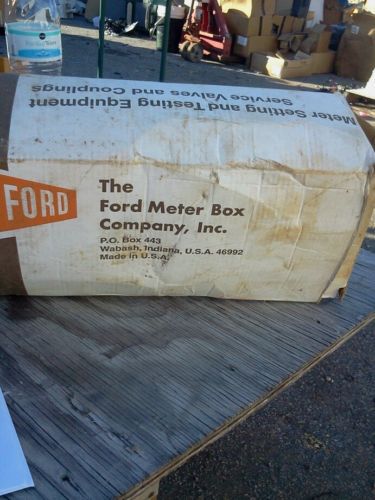 Meter Setting and Testing Equipment
Service Valves and Couplings
FORD
The
Ford Meter Box
Company, Inc.
P.O. Box 443
Wabash, Indiana, U.S.A. 46992
Made in U.S.A.